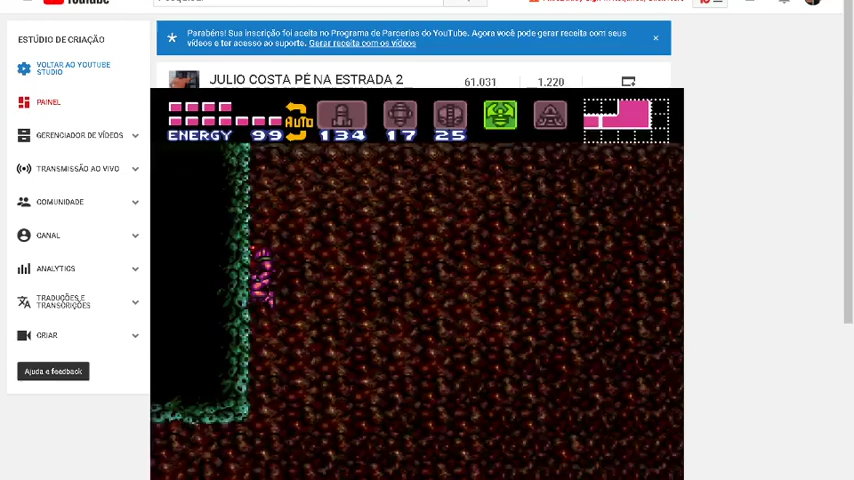 ESTÚDIO DE CRIAÇÃO
VOLTAR AO YOUTUBE
STUDIO
PAINEL
GERENCIADOR DE VÍDEOS
TRANSMISSÃO AO VIVO
COMUNIDADE
CANAL
ANALYTICS
TRADUÇÕES E
TRANSCRIÇÕES
CRIAR
Ajuda e feedback
Parabéns! Sua inscrição foi aceita no Programa de Parcerias do YouTube. Agora você pode gerar receita com seus
vídeos e ter acesso ao suporte. Gerar receita com os vídeos
JULIO COSTA PÉ NA ESTRADA 2
61.031
1.220
AUTO
ENERGY 99 134 17 25